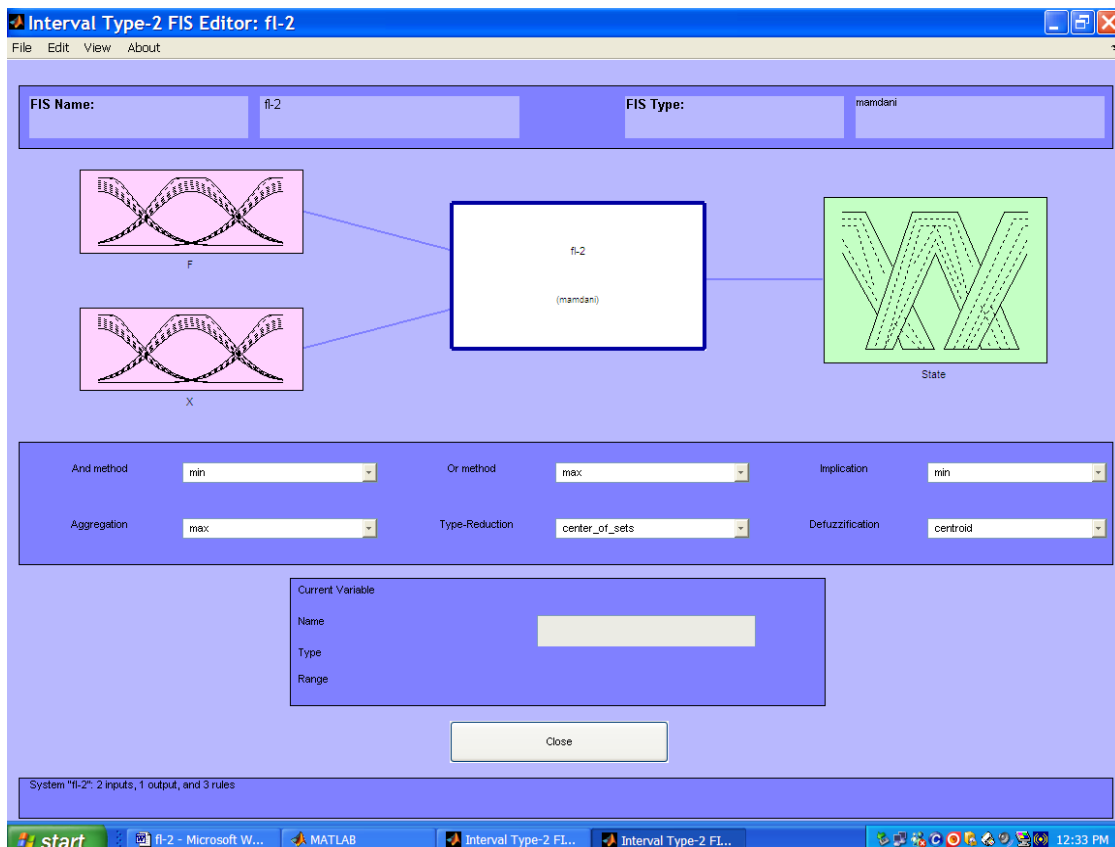 Interval Type-2 FIS Editor: fl-2
File Edit View About
FIS Name: fl-2 FIS Type: mamdani
F
fl-2
(mamdani)
X
State
And method min Or method max Implication min
Aggregation max Type-Reduction center_of_sets Defuzzification centroid
Current Variable
Name
Type
Range
Close
System "fl-2": 2 inputs, 1 output, and 3 rules
start fl-2 - Microsoft W... MATLAB Interval Type-2 FI... Interval Type-2 FI... 12:33 PM